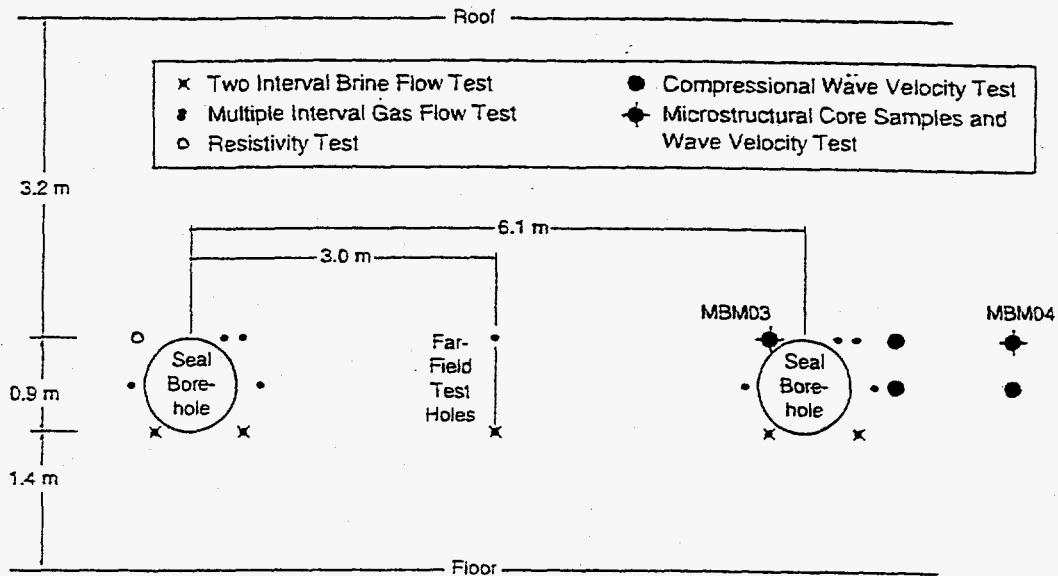 Roof
Two Interval Brine Flow Test
Multiple Interval Gas Flow Test
Resistivity Test
Compressional Wave Velocity Test
Microstructural Core Samples and
Wave Velocity Test
3.2 m
6.1 m
3.0 m
MBM03
MBM04
Seal
Bore-
hole
Far-
Field
Test
Holes
Seal
Bore-
hole
0.9 m
1.4 m
Floor